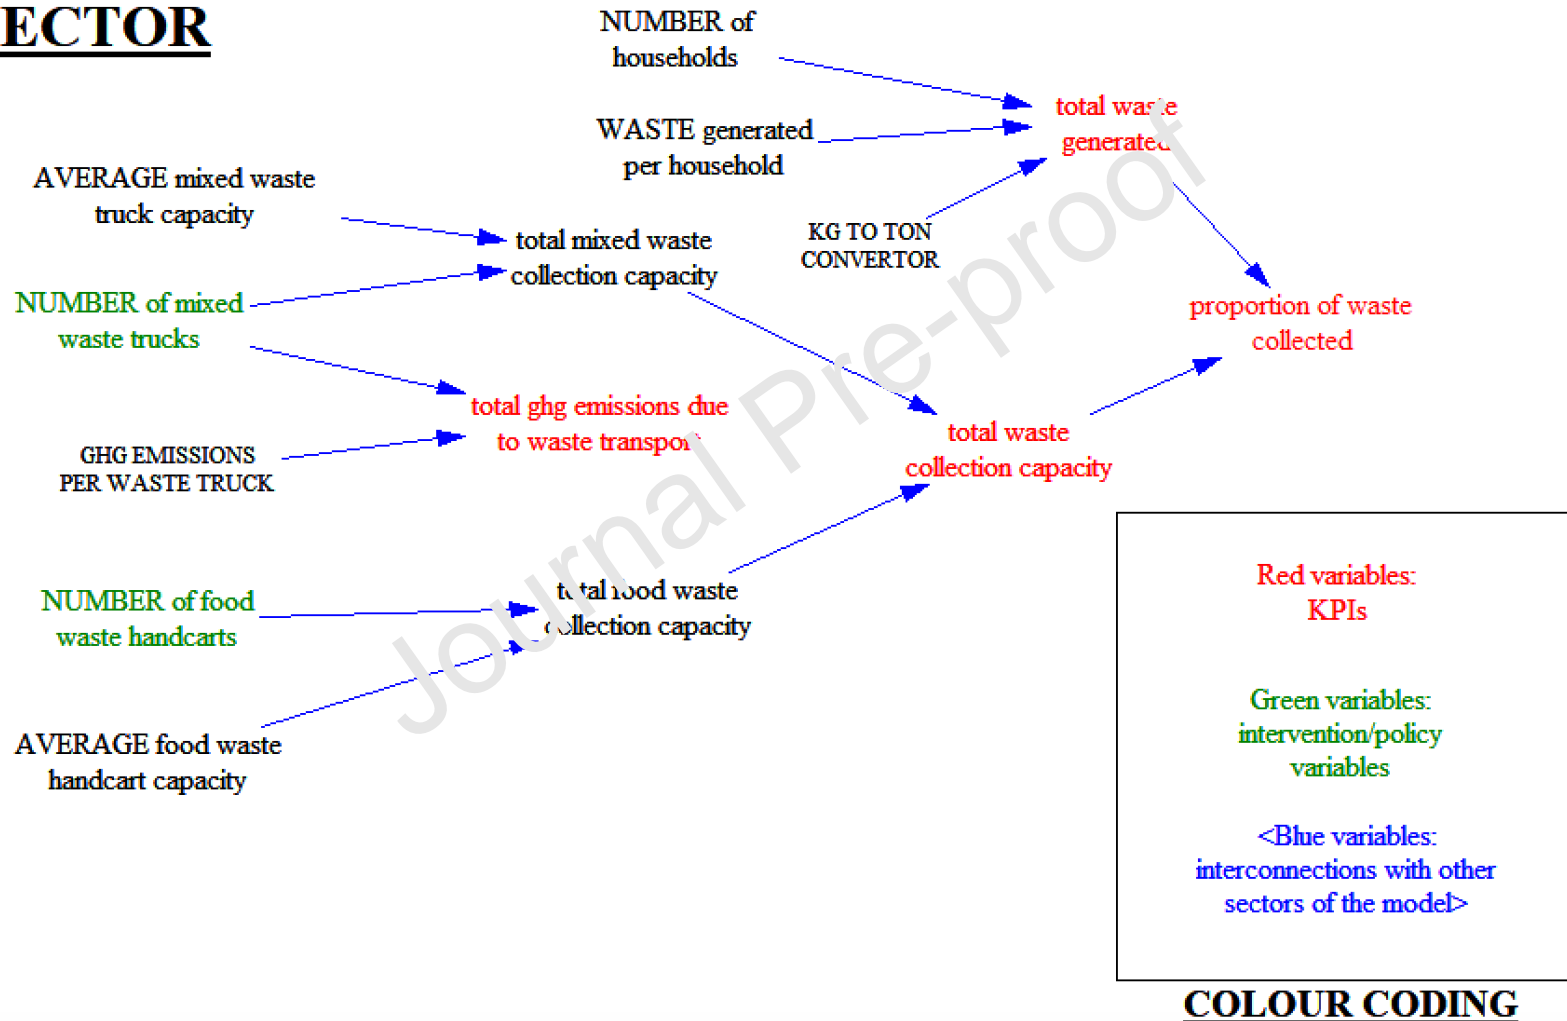 ECTOR
NUMBER of
households
total waste
generated
WASTE generated
per household
AVERAGE mixed waste
truck capacity
KG TO TON
CONVERTOR
total mixed waste
collection capacity
NUMBER of mixed
waste trucks
proportion of waste
collected
total ghg emissions due
to waste transport
GHG EMISSIONS
PER WASTE TRUCK
total waste
collection capacity
NUMBER of food
waste handcarts
total food waste
collection capacity
AVERAGE food waste
handcart capacity
Journal Pre-proof
Red variables:
KPIs
Green variables:
intervention/policy
variables
<Blue variables:
interconnections with other
sectors of the model>
COLOUR CODING